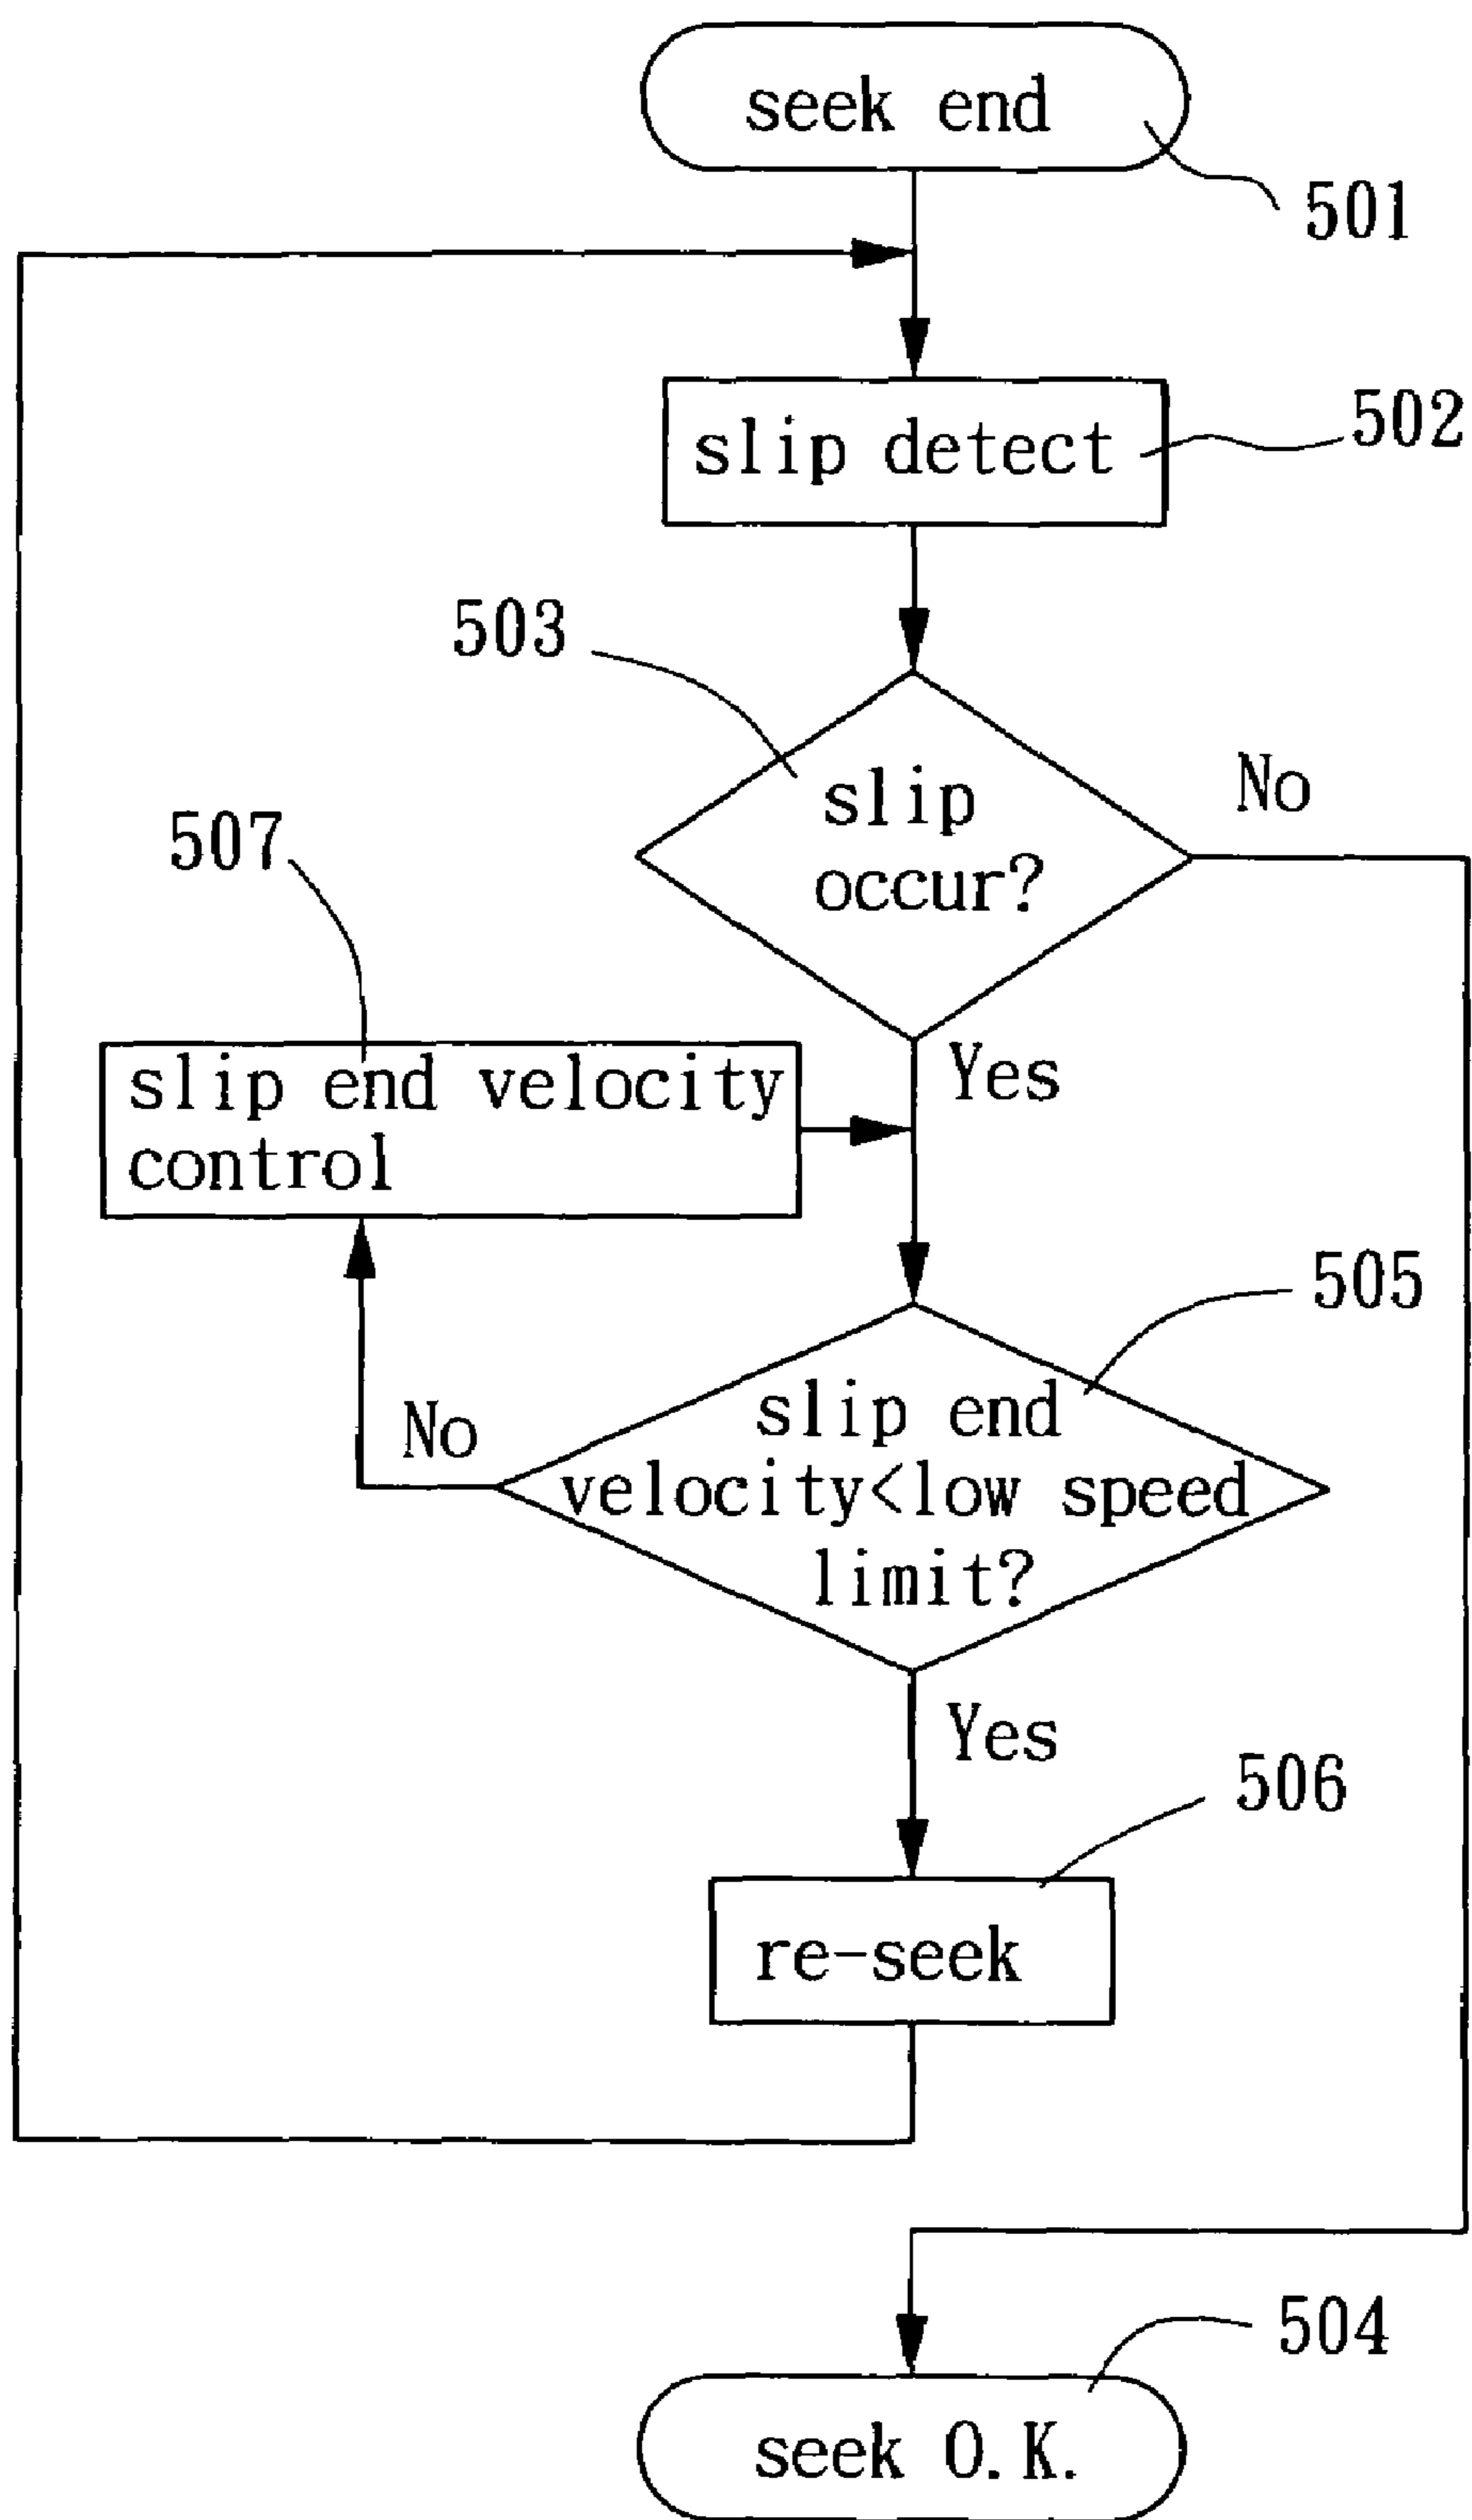 seek end
501
slip detect
502
503
slip
occur?
No
507
Yes
slip end velocity
control
505
slip end
velocity<low speed
limit?
No
Yes
506
re-seek
504
seek O.K.